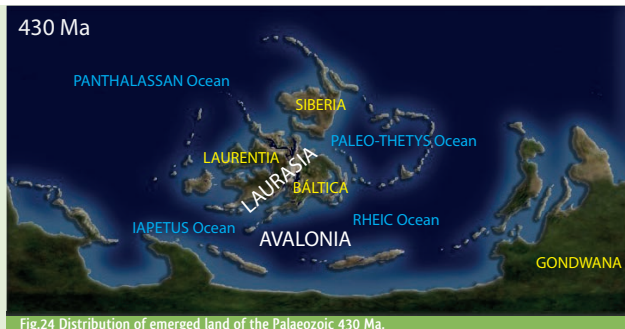 430 Ma
PANTHALASSAN Ocean
SIBERIA
PALEO-THETYS Ocean
LAURENTIA
LAURASIA
BÁLTICA
IAPETUS Ocean
RHEIC Ocean
AVALONIA
GONDWANA
Fig.24 Distribution of emerged land of the Palaeozoic 430 Ma.